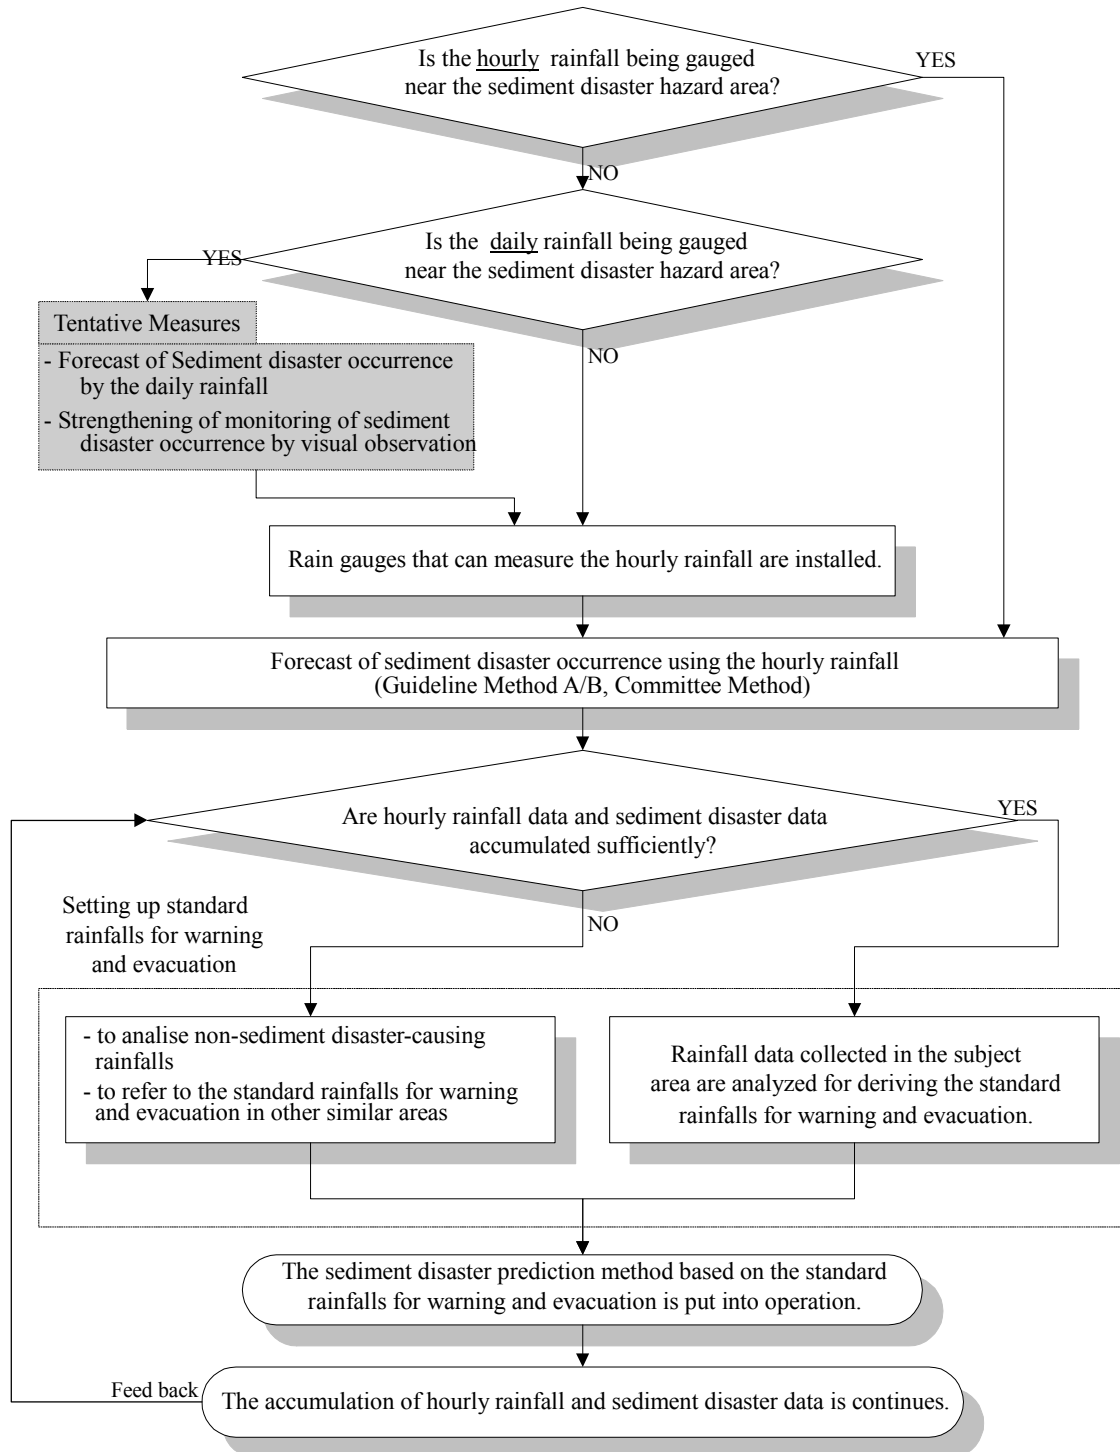 Is the hourly rainfall being gauged
near the sediment disaster hazard area?
YES
NO
Is the daily rainfall being gauged
near the sediment disaster hazard area?
YES
NO
Tentative Measures
- Forecast of Sediment disaster occurrence
by the daily rainfall
- Strengthening of monitoring of sediment
disaster occurrence by visual observation
Rain gauges that can measure the hourly rainfall are installed.
Forecast of sediment disaster occurrence using the hourly rainfall
(Guideline Method A/B, Committee Method)
Are hourly rainfall data and sediment disaster data
accumulated sufficiently?
YES
NO
Setting up standard
rainfalls for warning
and evacuation
- to analise non-sediment disaster-causing
rainfalls
- to refer to the standard rainfalls for warning
and evacuation in other similar areas
Rainfall data collected in the subject
area are analyzed for deriving the standard
rainfalls for warning and evacuation.
The sediment disaster prediction method based on the standard
rainfalls for warning and evacuation is put into operation.
Feed back
The accumulation of hourly rainfall and sediment disaster data is continues.